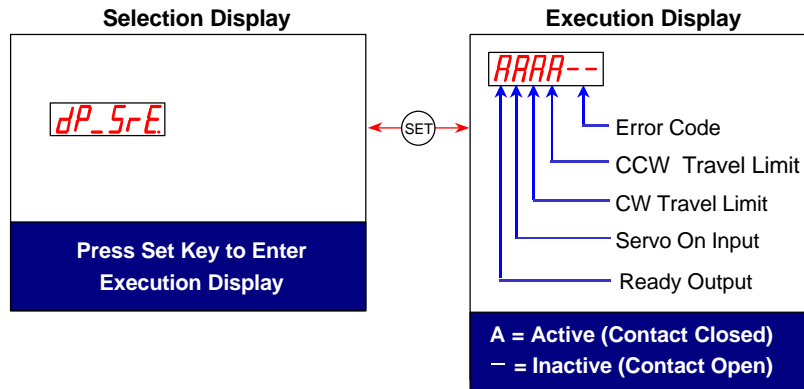 Selection Display
dP_SrE.
Press Set Key to Enter
Execution Display
SET
Execution Display
AAAA--
Error Code
CCW Travel Limit
CW Travel Limit
Servo On Input
Ready Output
A = Active (Contact Closed)
– = Inactive (Contact Open)